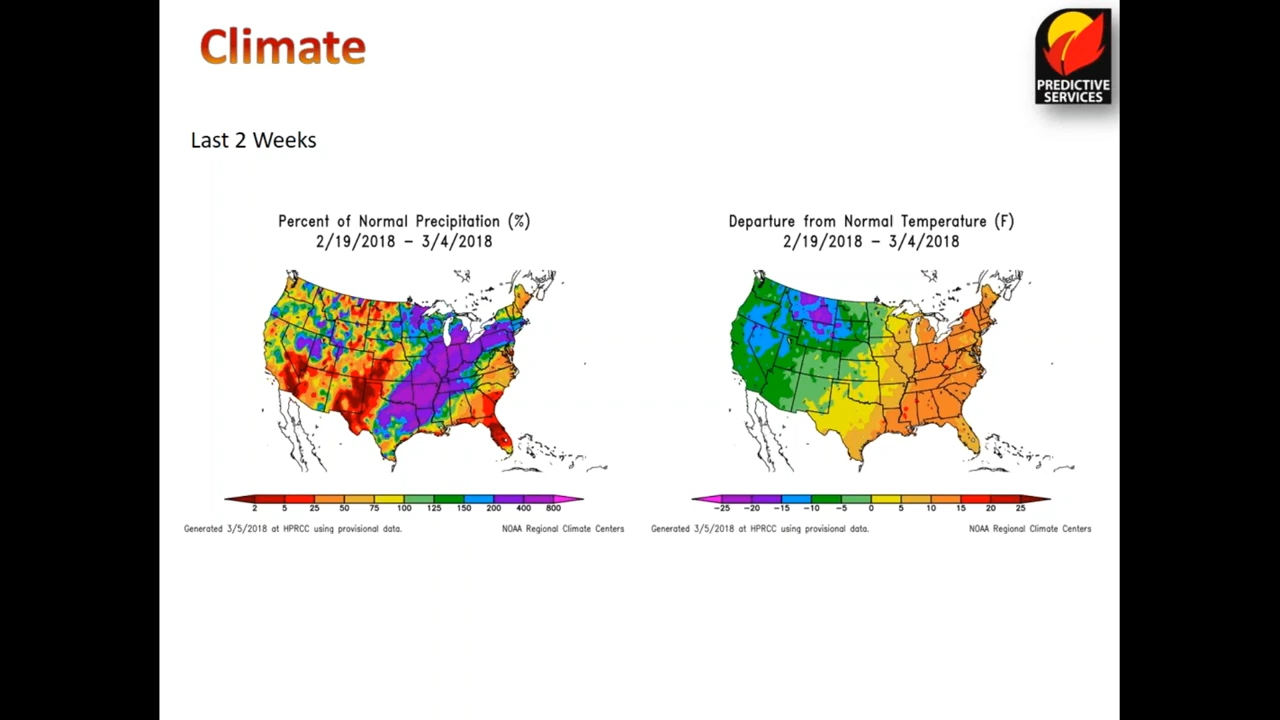 Climate
PREDICTIVE
SERVICES
Last 2 Weeks
Percent of Normal Precipitation (%)
2/19/2018 – 3/4/2018
2 5 25 50 75 100 125 150 200 400 800
Generated 3/5/2018 at HPRCC using provisional data.
NOAA Regional Climate Centers
Departure from Normal Temperature (F)
2/19/2018 – 3/4/2018
−25 −20 −15 −10 −5 0 5 10 15 20 25
Generated 3/5/2018 at HPRCC using provisional data.
NOAA Regional Climate Centers